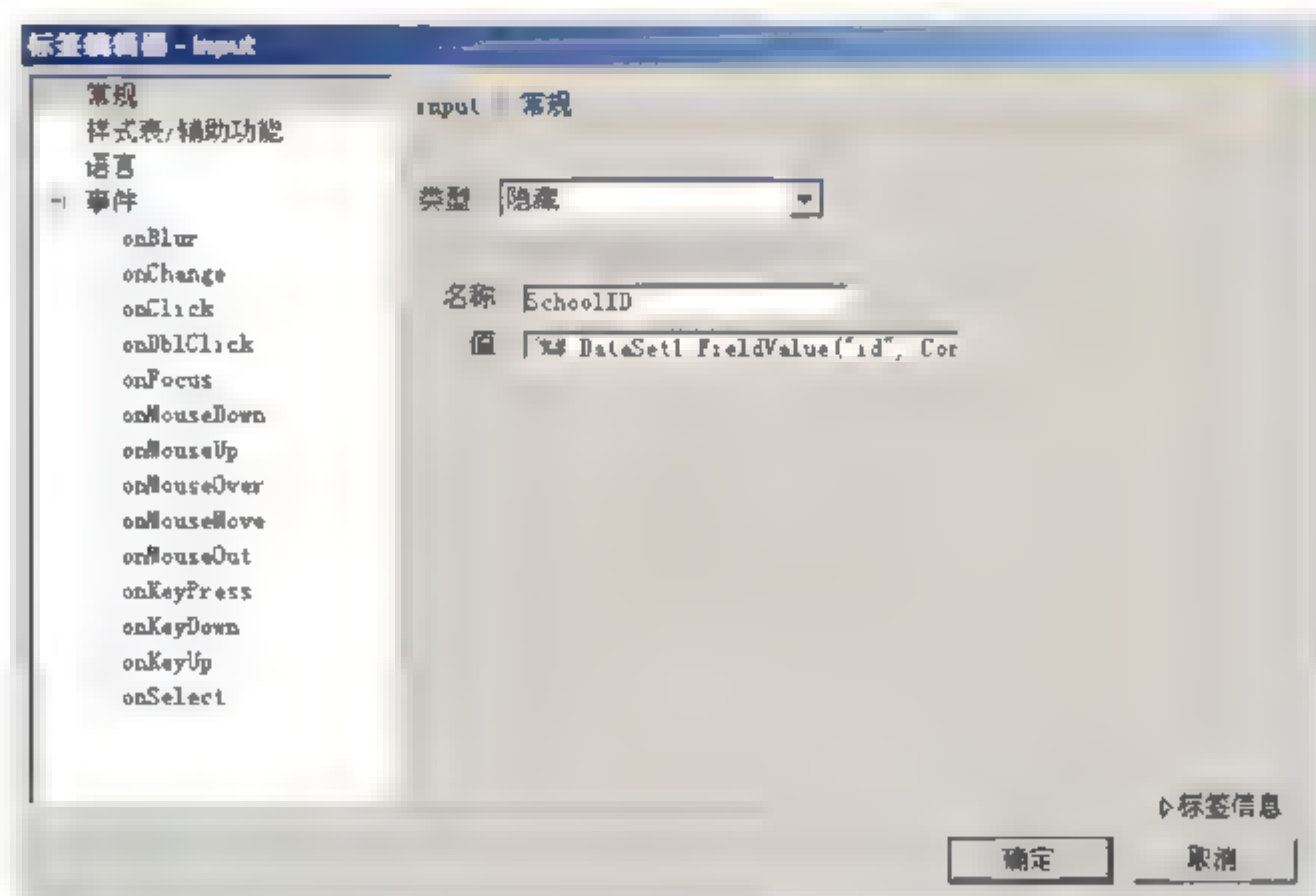 标签编辑器 - input
常规
样式表/辅助功能
语言
事件
onBlur
onChange
onClick
onDblClick
onFocus
onMouseDown
onMouseUp
onMouseOver
onMouseMove
onMouseOut
onKeyPress
onKeyDown
onKeyUp
onSelect
input - 常规
类型 隐藏
名称 SchoolID
值 '<%# DataSet1.FieldValue("id", Con
标签信息
确定 取消